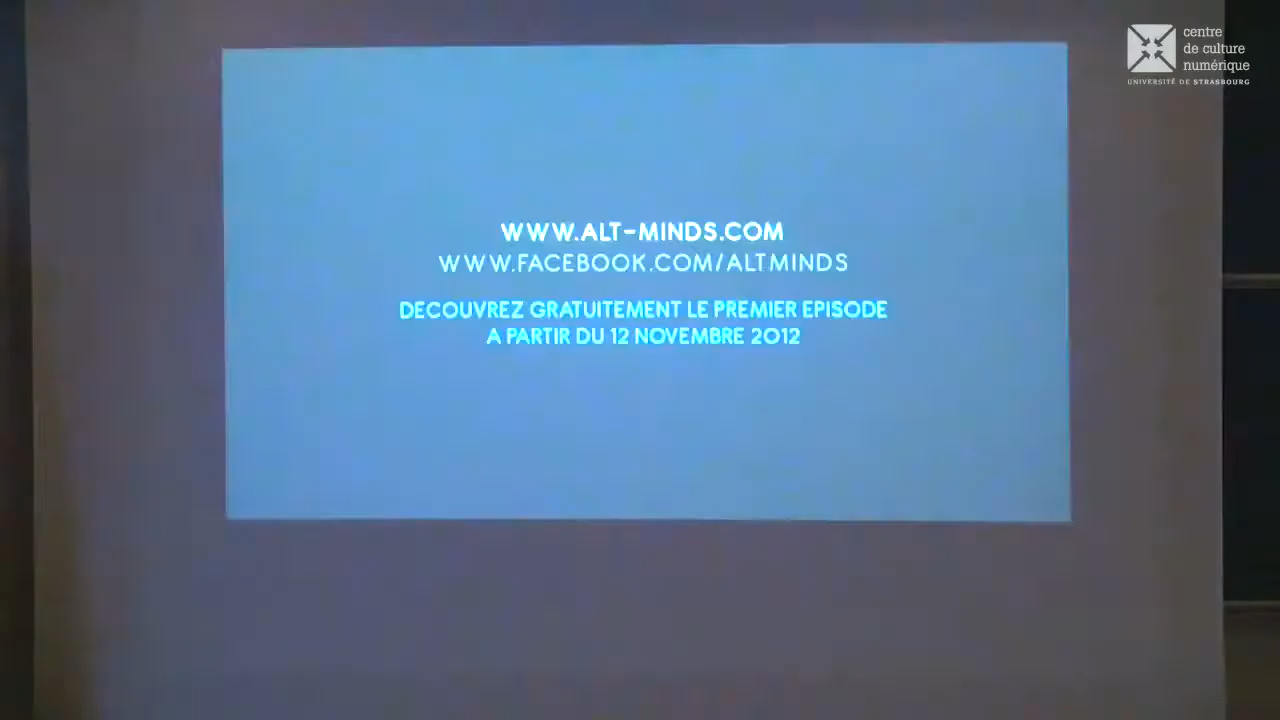 centre
de culture
numérique
UNIVERSITÉ DE STRASBOURG
WWW.ALT-MINDS.COM
WWW.FACEBOOK.COM/ALTMINDS
DECOUVREZ GRATUITEMENT LE PREMIER EPISODE
A PARTIR DU 12 NOVEMBRE 2012